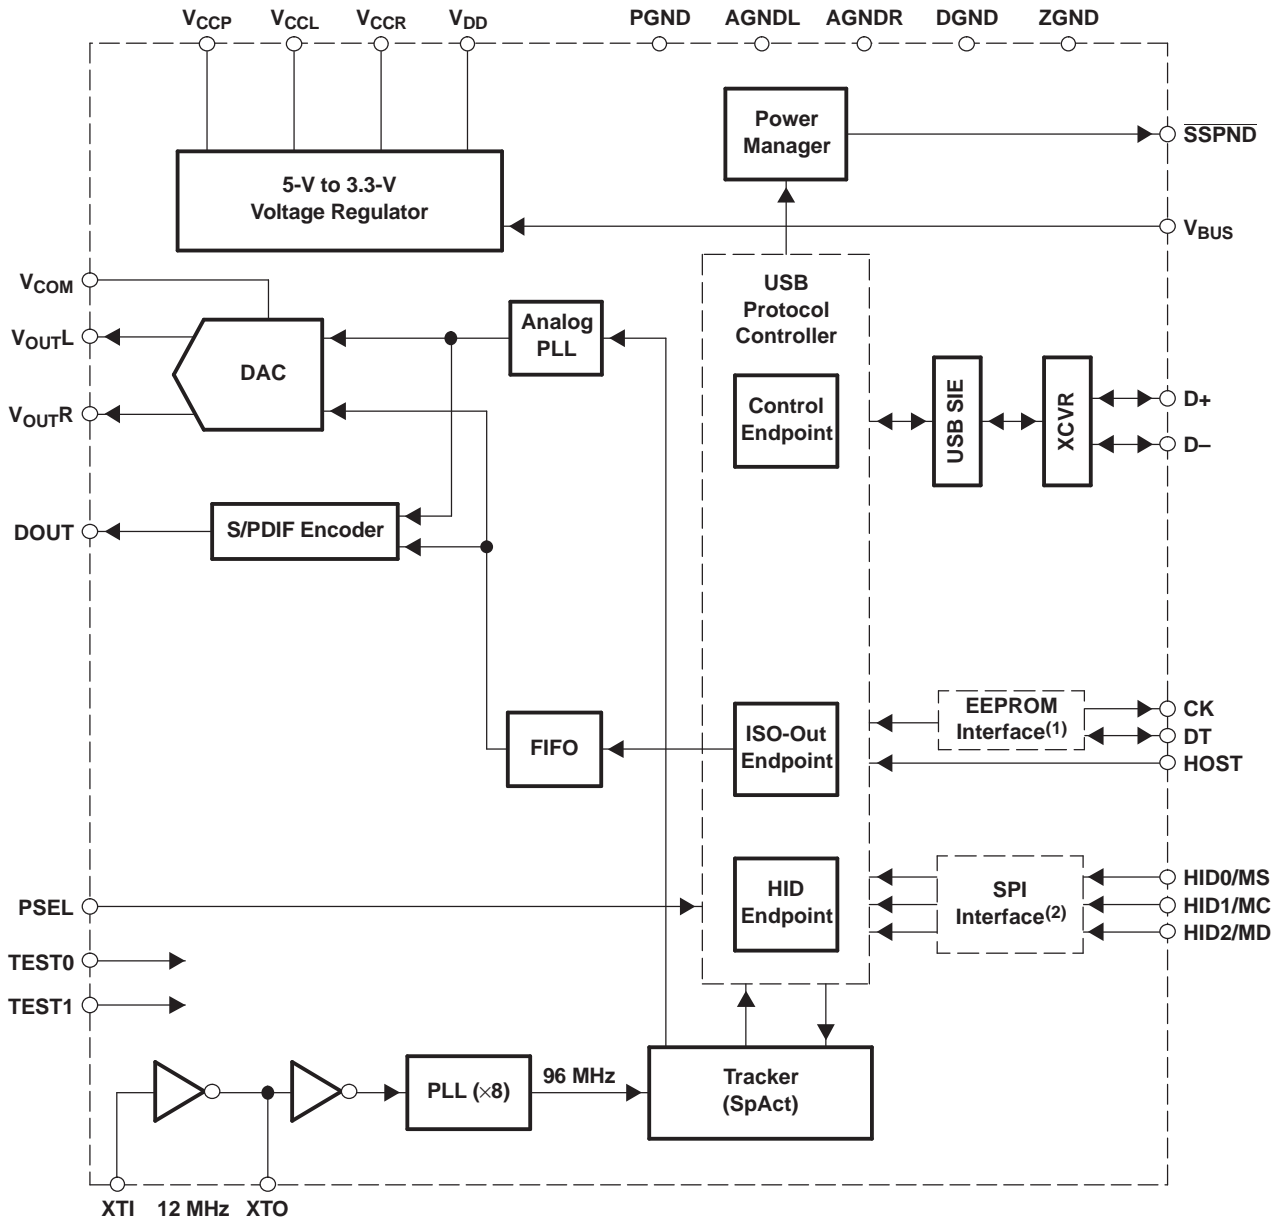 VCCP VCCL VCCR VDD PGND AGNDL AGNDR DGND ZGND
Power
Manager
SSPND
5-V to 3.3-V
Voltage Regulator
VBUS
VCOM
USB
Protocol
Controller
Analog
PLL
VOUTL
DAC
VOUTR
Control
Endpoint
USB SIE
XCVR
D+
D–
DOUT
S/PDIF Encoder
EEPROM
Interface(1)
CK
DT
HOST
FIFO
ISO-Out
Endpoint
HID
Endpoint
SPI
Interface(2)
HID0/MS
HID1/MC
HID2/MD
PSEL
TEST0
TEST1
PLL (×8)
96 MHz
Tracker
(SpAct)
XTI 12 MHz XTO